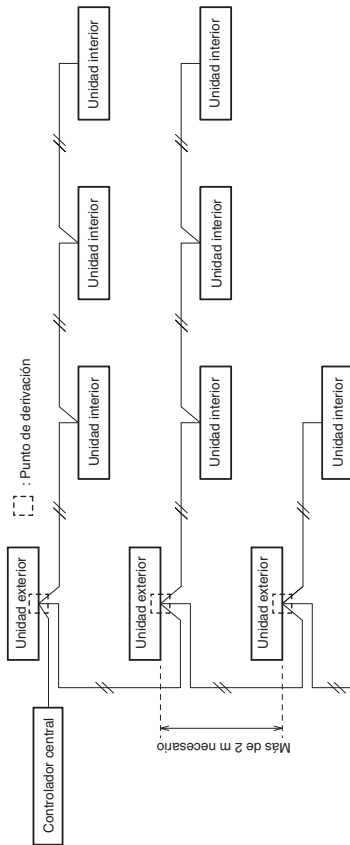 : Punto de derivación
Controlador central
Unidad exterior
Unidad interior
Unidad interior
Unidad interior
Unidad exterior
Unidad interior
Unidad interior
Unidad interior
Más de 2 m necesario
Unidad exterior
Unidad interior